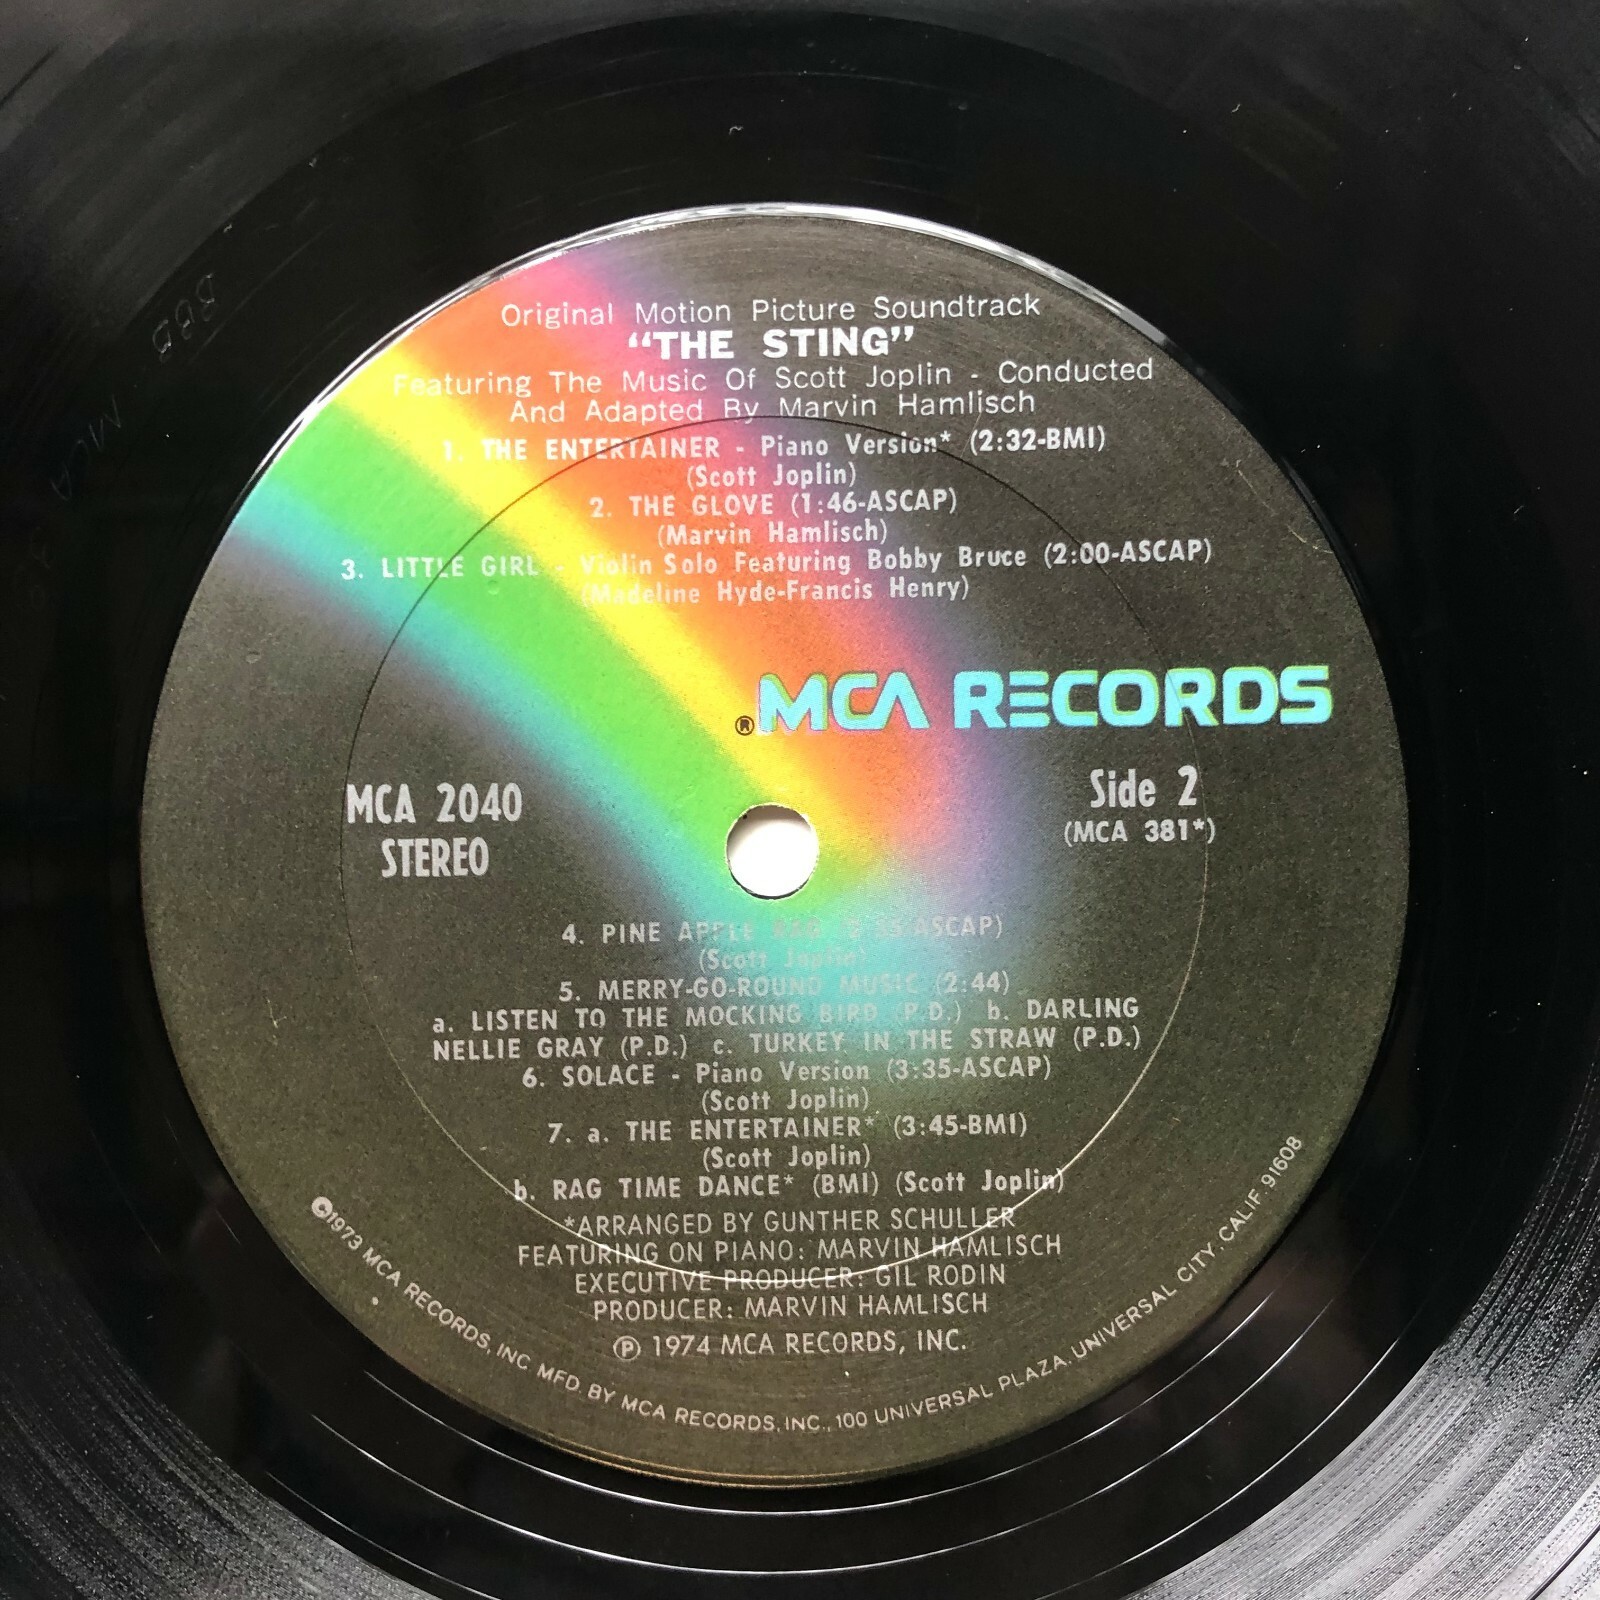 Original Motion Picture Soundtrack
“THE STING”
Featuring The Music Of Scott Joplin - Conducted
And Adapted By Marvin Hamlisch
1. THE ENTERTAINER - Piano Version* (2:32-BMI)
(Scott Joplin)
2. THE GLOVE (1:46-ASCAP)
(Marvin Hamlisch)
3. LITTLE GIRL - Violin Solo Featuring Bobby Bruce (2:00-ASCAP)
(Madeline Hyde-Francis Henry)
® MCA RECORDS
MCA 2040
STEREO
Side 2
(MCA 381*)
4. PINE APPLE RAG ASCAP)
(Scott Joplin)
5. MERRY-GO-ROUND MUSIC (2:44)
a. LISTEN TO THE MOCKING BIRD (P.D.) b. DARLING
NELLIE GRAY (P.D.) c. TURKEY IN THE STRAW (P.D.)
6. SOLACE - Piano Version (3:35-ASCAP)
(Scott Joplin)
7. a. THE ENTERTAINER* (3:45-BMI)
(Scott Joplin)
b. RAG TIME DANCE* (BMI) (Scott Joplin)
*ARRANGED BY GUNTHER SCHULLER
FEATURING ON PIANO: MARVIN HAMLISCH
EXECUTIVE PRODUCER: GIL RODIN
PRODUCER: MARVIN HAMLISCH
℗ 1974 MCA RECORDS, INC.
©1973 MCA RECORDS, INC. MFD. BY MCA RECORDS, INC., 100 UNIVERSAL PLAZA, UNIVERSAL CITY, CALIF. 91608
MCA